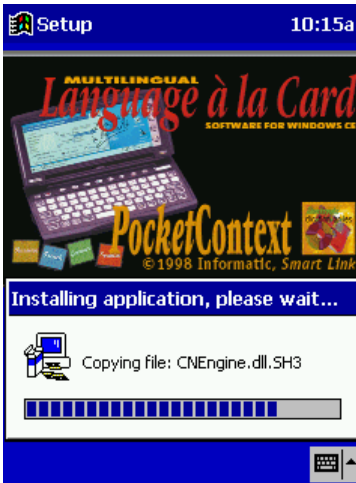 Setup 10:15a
MULTILINGUAL
Language à la Card
SOFTWARE FOR WINDOWS CE
PocketContext
©1998 Informatic, Smart Link
Installing application, please wait...
Copying file: CNEngine.dll.SH3